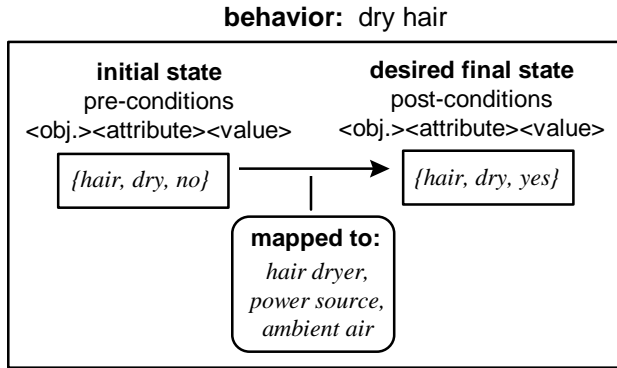 behavior: dry hair
initial state
pre-conditions
<obj.><attribute><value>
{hair, dry, no}
desired final state
post-conditions
<obj.><attribute><value>
{hair, dry, yes}
mapped to:
hair dryer,
power source,
ambient air